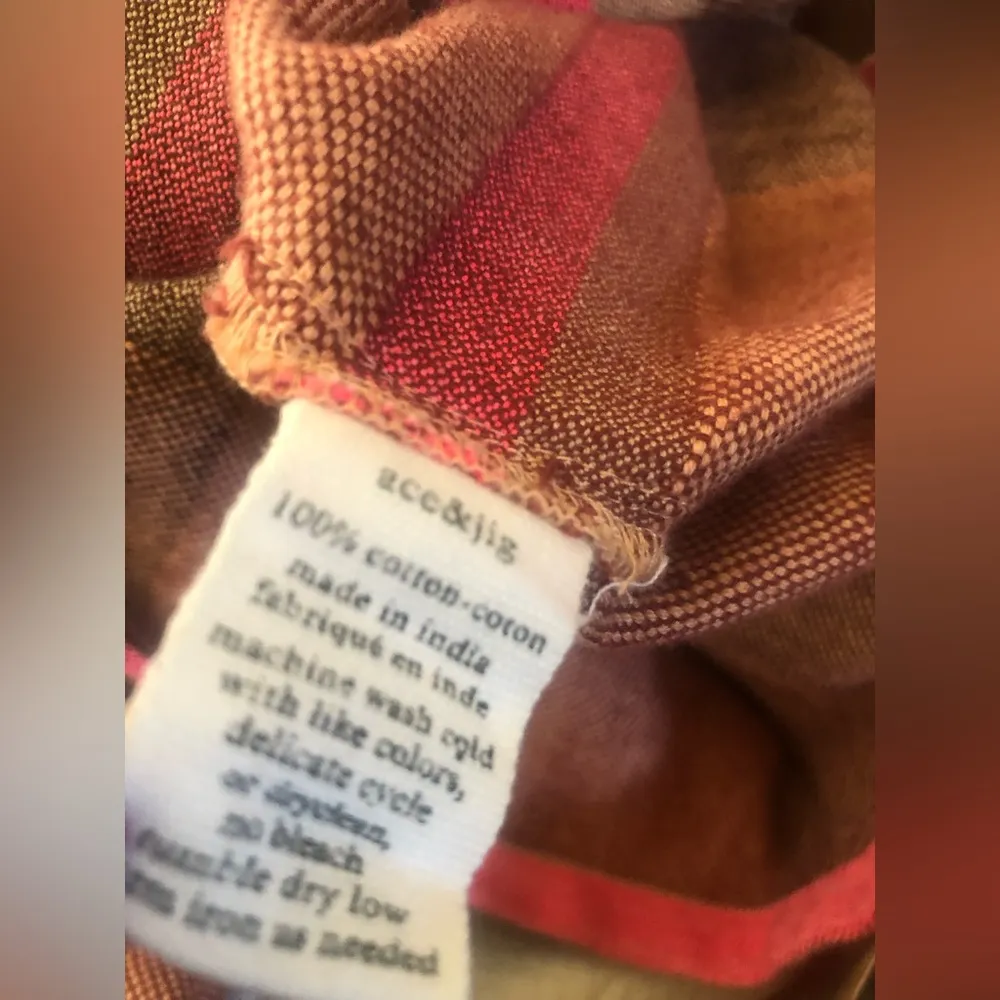 ace&jig
100% cotton-coton
made in india
fabriqué en inde
machine wash cold
with like colors,
delicate cycle
or dryclean,
no bleach
tumble dry low
iron as needed